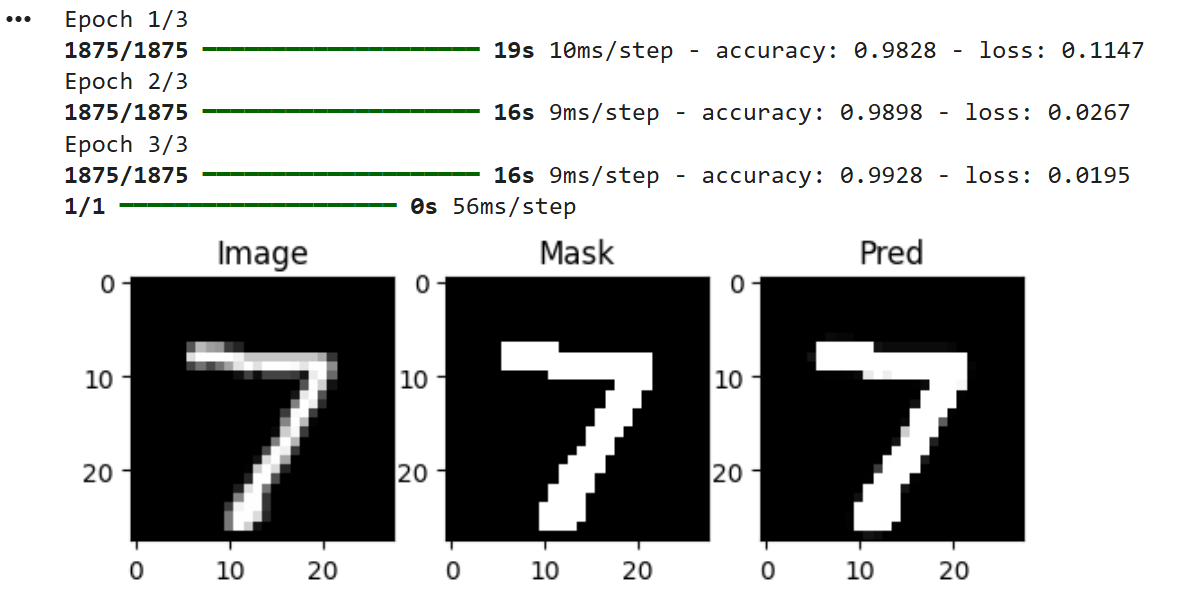 Epoch 1/3
1875/1875 19s 10ms/step - accuracy: 0.9828 - loss: 0.1147
Epoch 2/3
1875/1875 16s 9ms/step - accuracy: 0.9898 - loss: 0.0267
Epoch 3/3
1875/1875 16s 9ms/step - accuracy: 0.9928 - loss: 0.0195
1/1 0s 56ms/step
Image Mask Pred
0 0 0
10 10 10
20 20 20
0 10 20 0 10 20 0 10 20